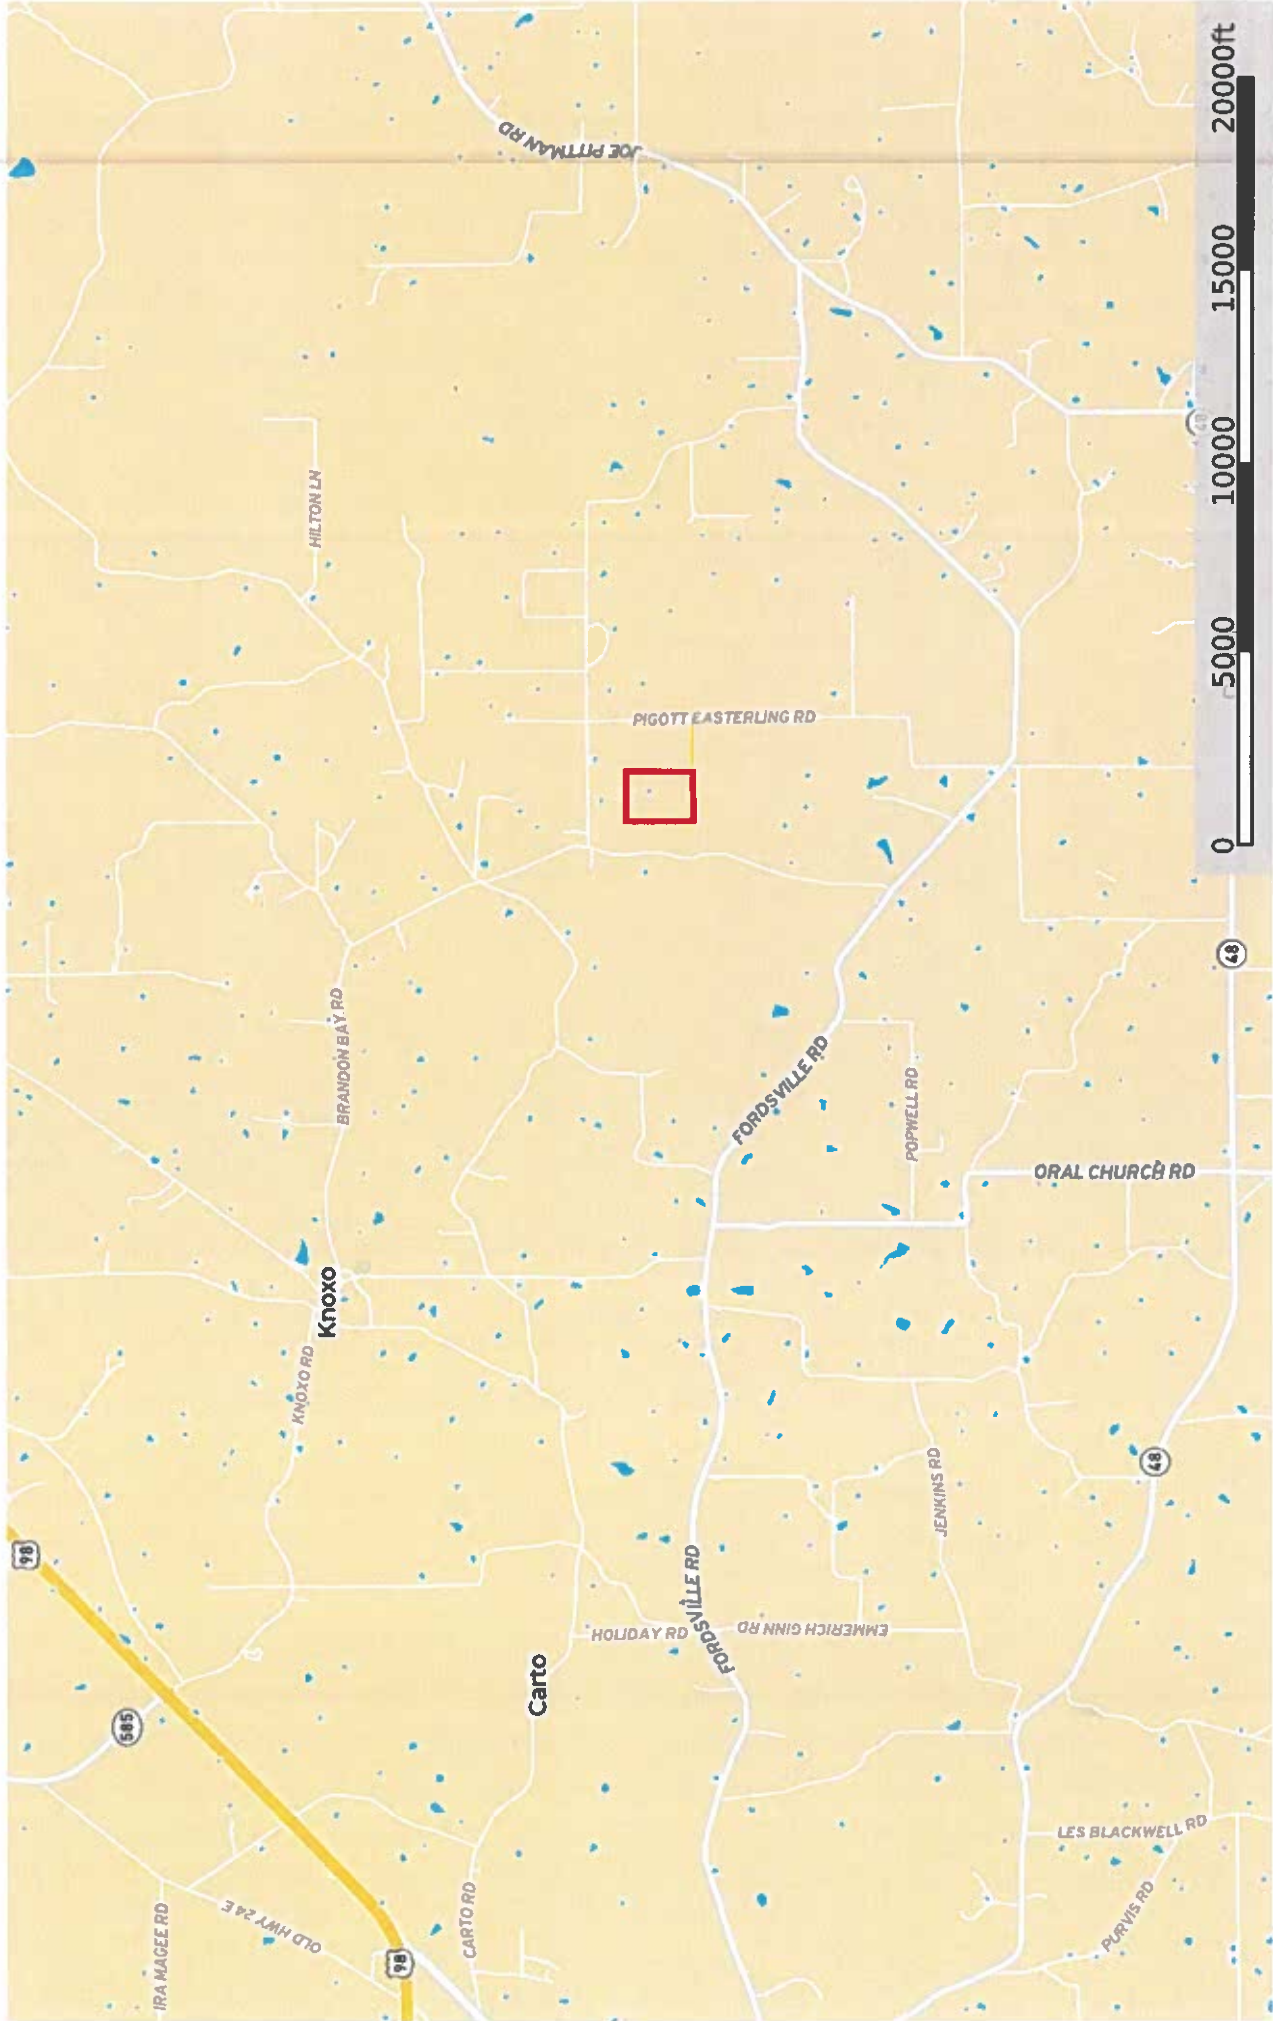 JOE PITTMAN RD
HILTON LN
PIGOTT EASTERLING RD
BRANDON BAY RD
FORDSVILLE RD
POPWELL RD
ORAL CHURCH RD
Knoxo
KNOXO RD
JENKINS RD
FORDSVILLE RD
HOLIDAY RD
EMMERICH GINN RD
Carto
CARTO RD
OLD HWY 24 E
IRA MAGEE RD
LES BLACKWELL RD
PURVIS RD
98
98
585
48
48
48
0
5000
10000
15000
20000ft